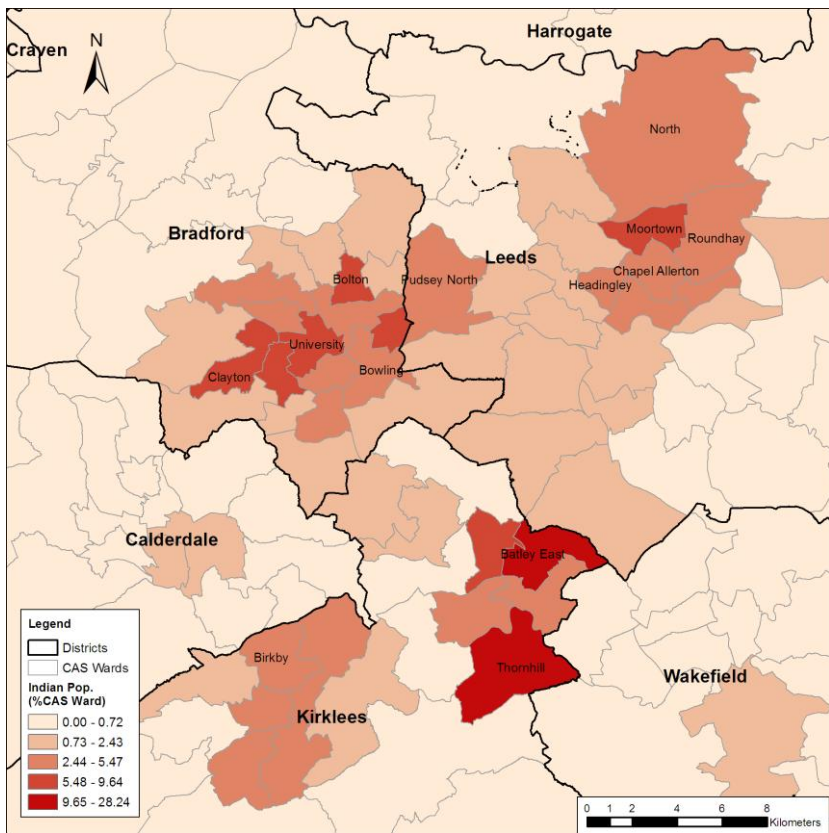 Harrogate
Craven
N
North
Bradford
Moortown
Roundhay
Leeds
Bolton
Pudsey North
Chapel Allerton
Headingley
University
Clayton
Bowling
Calderdale
Batley East
Birkby
Thornhill
Wakefield
Kirklees
Legend
Districts
CAS Wards
Indian Pop.
(%CAS Ward)
0.00 - 0.72
0.73 - 2.43
2.44 - 5.47
5.48 - 9.64
9.65 - 28.24
0 1 2 4 6 8
Kilometers